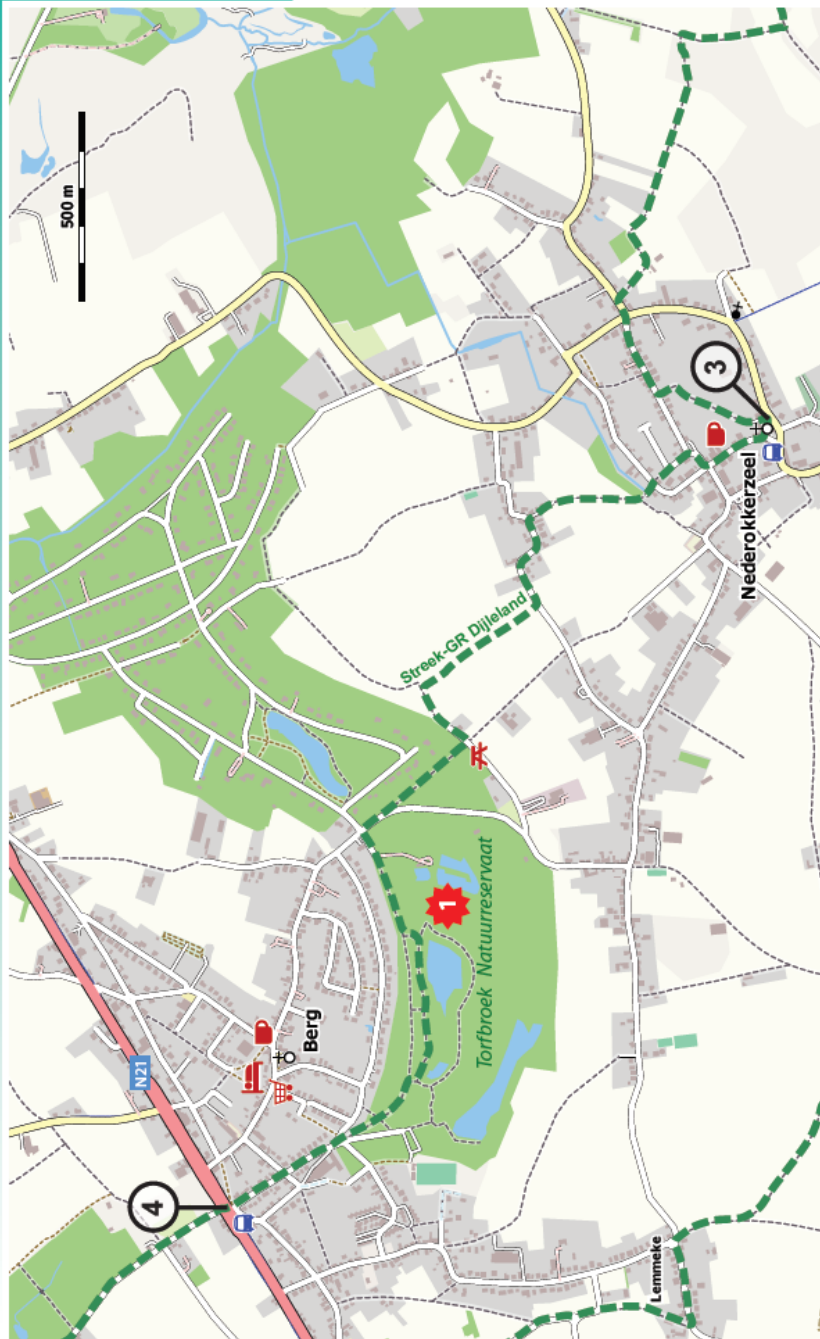 500 m
N21
4
Berg
1
Torfbroek Natuurreservaat
Streek-GR Dijleland
3
Nederokkerzeel
Lemmeke